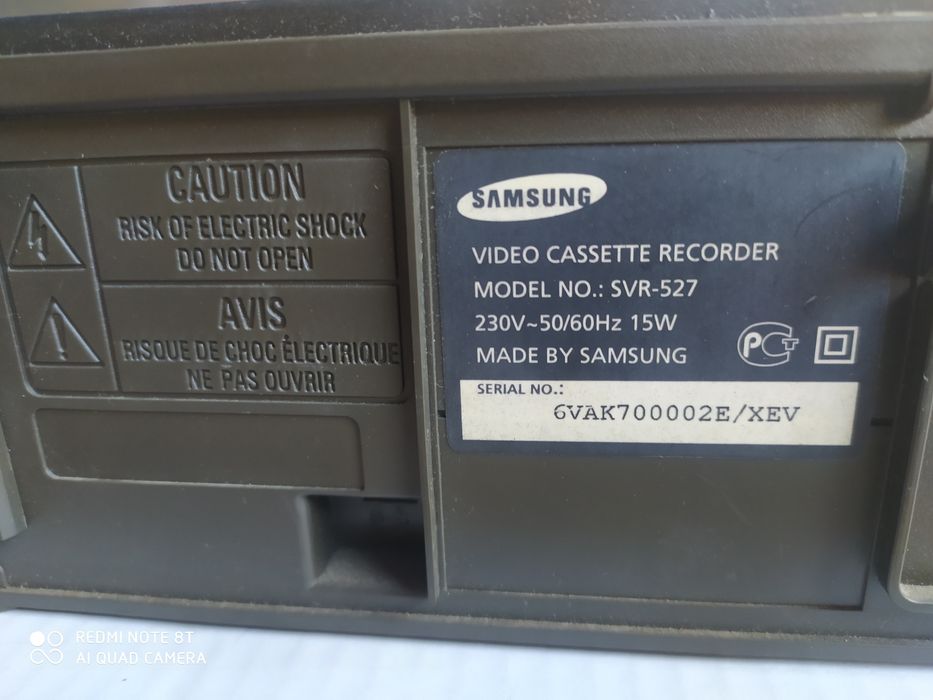 CAUTION
RISK OF ELECTRIC SHOCK
DO NOT OPEN
AVIS
RISQUE DE CHOC ÉLECTRIQUE
NE PAS OUVRIR
SAMSUNG
VIDEO CASSETTE RECORDER
MODEL NO.: SVR-527
230V~50/60Hz 15W
MADE BY SAMSUNG
РСТ
SERIAL NO.:
6VAK700002E/XEV
REDMI NOTE 8T
AI QUAD CAMERA